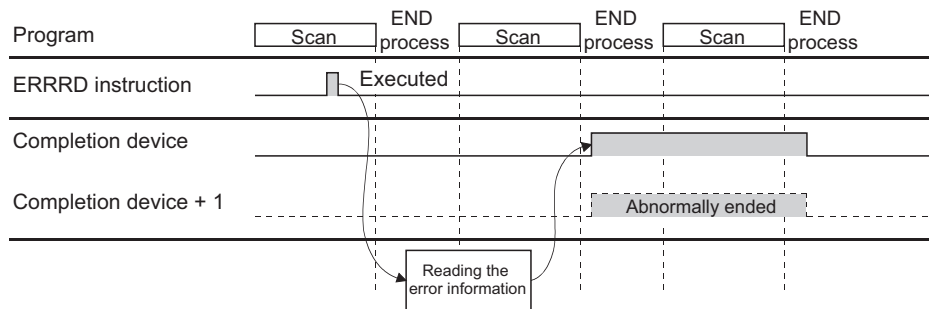 Program
Scan
END
process
Scan
END
process
Scan
END
process
ERRRD instruction
Executed
Completion device
Completion device + 1
Abnormally ended
Reading the
error information